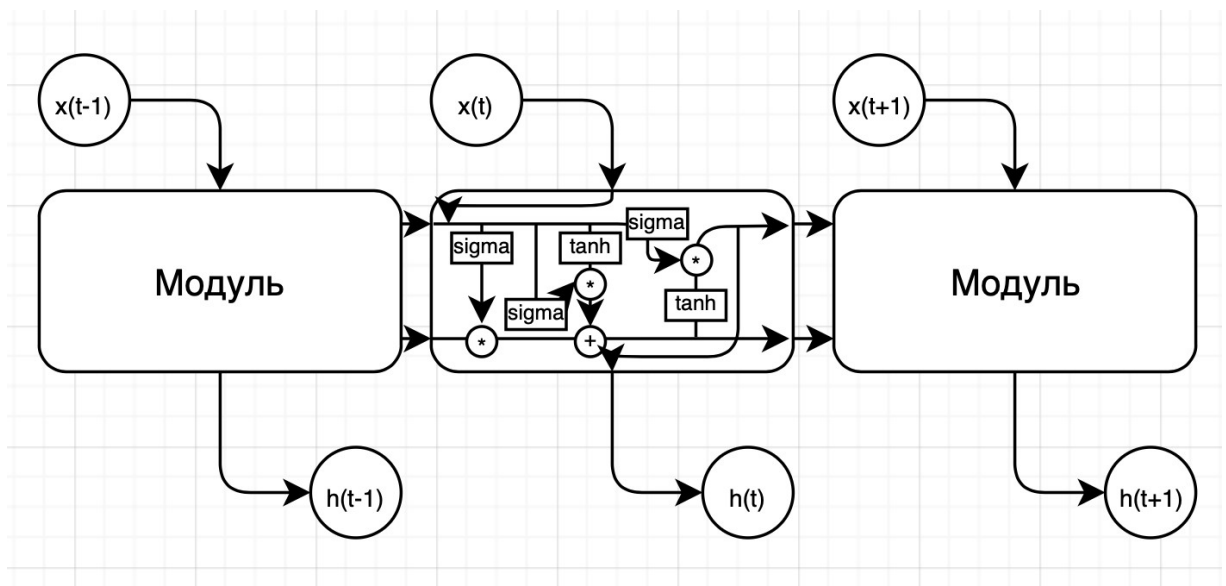 x(t-1)
x(t)
x(t+1)
Модуль
sigma
sigma
tanh
*
sigma
*
tanh
*
+
Модуль
h(t-1)
h(t)
h(t+1)